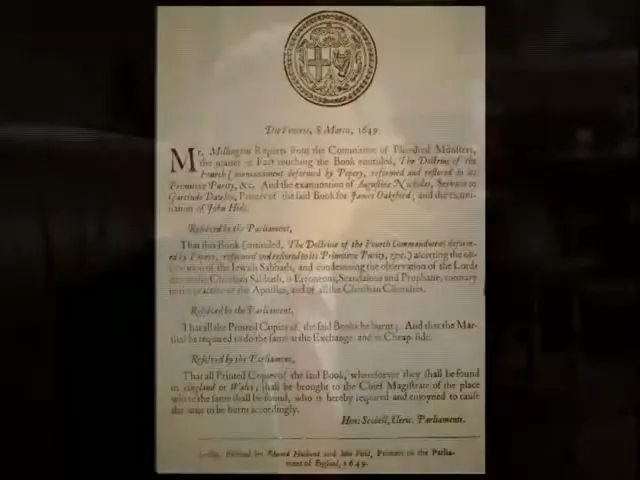 Die Veneris, 8 Martii, 1649.
Mr. Millington Reports from the Committee of Plundred Ministers,
the matter of Fact touching the Book entituled, The Doctrine of the
Fourth Commandment deformed by Popery, reformed and restored to its
Primitive Purity, &c. And the examination of Augustine Nicholas, Servant to
Gertrude Dawson, Printer of the said Book for James Oakeford; and the exami-
nation of John Hide.
Resolved by the Parliament,
That this Book Entituled, The Doctrine of the Fourth Commandment deform-
ed by Popery, reformed and restored to its Primitive Purity, &c. asserting the ob-
servation of the Jewish Sabbath, and condemning the observation of the Lords
Christian Sabbath, is Erroneous, Scandalous and Prophane, contrary
to the practice of the Apostles, and of all the Christian Churches.
Resolved by the Parliament,
That all the Printed Copies of the said Book be burnt; And that the Mar-
shal be required to do the same at the Exchange, and in Cheapside.
Resolved by the Parliament,
That all Printed Copies of the said Book, wheresoever they shall be found
in England or Wales, shall be brought to the Chief Magistrate of the place
where the same shall be found, who is hereby required and enjoyned to cause
the same to be burnt accordingly.
Hen: Scobell, Cleric. Parliamenti.
London, Printed by Edward Husband and John Field, Printers to the Parlia-
ment of England, 1649.